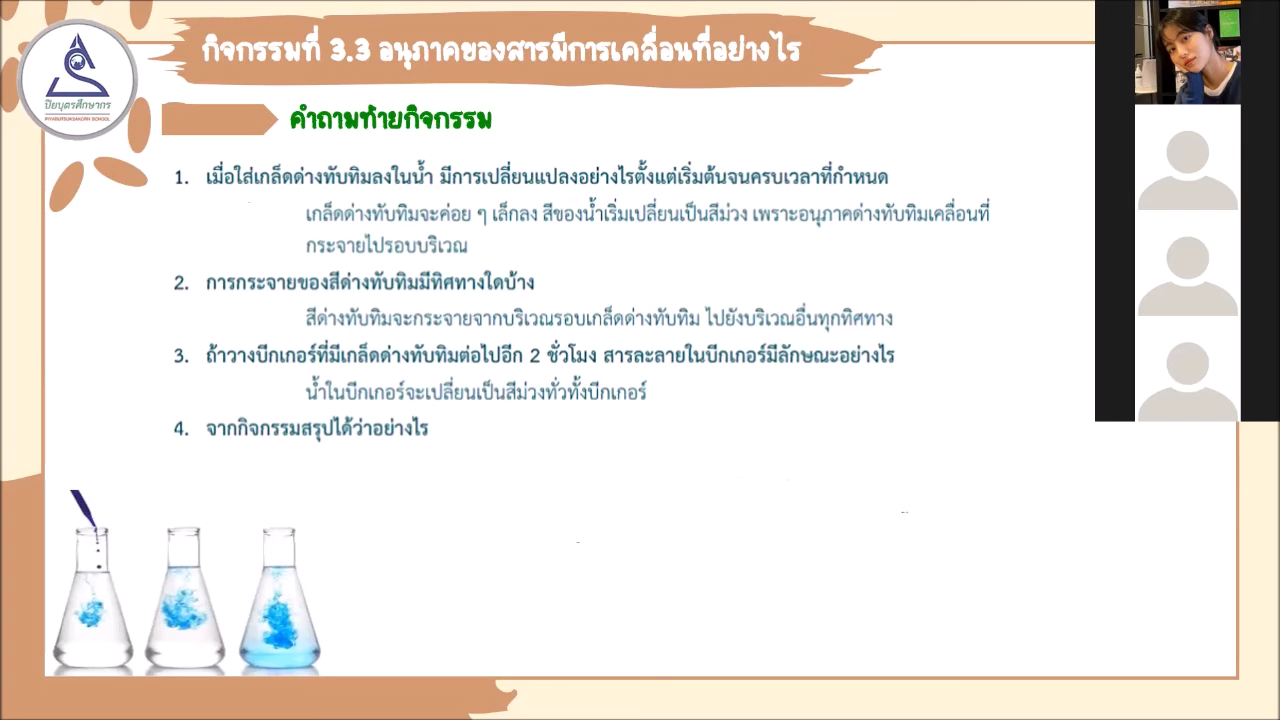 กิจกรรมที่ 3.3 อนุภาคของสารมีการเคลื่อนที่อย่างไร
ปิยบุตรศึกษากร
PIYABUTSUKSAKORN SCHOOL
คำถามท้ายกิจกรรม
1. เมื่อใส่เกล็ดด่างทับทิมลงในน้ำ มีการเปลี่ยนแปลงอย่างไรตั้งแต่เริ่มต้นจนครบเวลาที่กำหนด
เกล็ดด่างทับทิมจะค่อย ๆ เล็กลง สีของน้ำเริ่มเปลี่ยนเป็นสีม่วง เพราะอนุภาคด่างทับทิมเคลื่อนที่
กระจายไปรอบบริเวณ
2. การกระจายของสีด่างทับทิมมีทิศทางใดบ้าง
สีด่างทับทิมจะกระจายจากบริเวณรอบเกล็ดด่างทับทิม ไปยังบริเวณอื่นทุกทิศทาง
3. ถ้าวางบีกเกอร์ที่มีเกล็ดด่างทับทิมต่อไปอีก 2 ชั่วโมง สารละลายในบีกเกอร์มีลักษณะอย่างไร
น้ำในบีกเกอร์จะเปลี่ยนเป็นสีม่วงทั่วทั้งบีกเกอร์
4. จากกิจกรรมสรุปได้ว่าอย่างไร